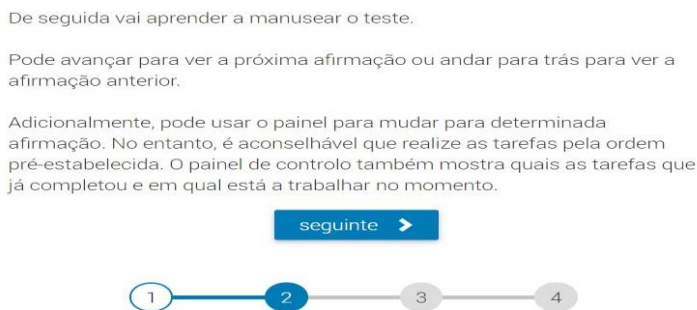 De seguida vai aprender a manusear o teste.
Pode avançar para ver a próxima afirmação ou andar para trás para ver a
afirmação anterior.
Adicionalmente, pode usar o painel para mudar para determinada
afirmação. No entanto, é aconselhável que realize as tarefas pela ordem
pré-estabelecida. O painel de controlo também mostra quais as tarefas que
já completou e em qual está a trabalhar no momento.
seguinte
1 2 3 4